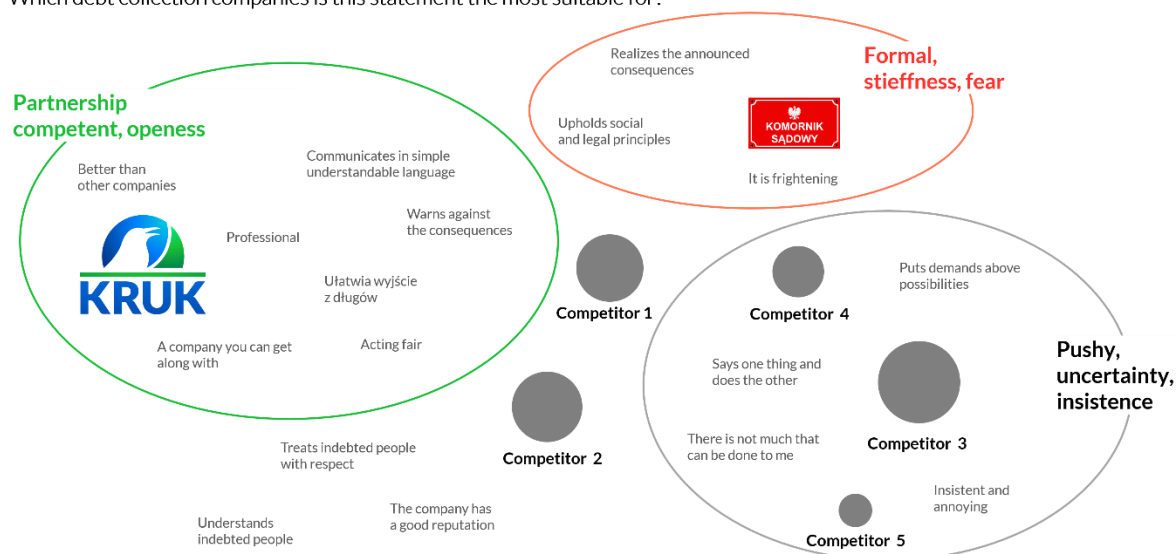 Which debt collection companies is this statement the most suitable for?
Formal,
stieffness, fear
Realizes the announced
consequences
KOMORNIK
SĄDOWY
Upholds social
and legal principles
It is frightening
Partnership
competent, openess
Better than
other companies
Communicates in simple
understandable language
Warns against
the consequences
Professional
KRUK
Ułatwia wyjście
z długów
A company you can get
along with
Acting fair
Competitor 1
Competitor 4
Puts demands above
possibilities
Pushy,
uncertainty,
insistence
Says one thing and
does the other
Competitor 3
There is not much that
can be done to me
Insistent and
annoying
Competitor 5
Competitor 2
Treats indebted people
with respect
The company has
a good reputation
Understands
indebted people